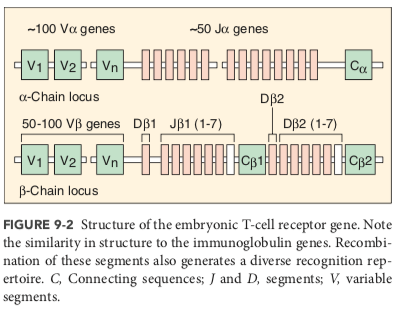 ~100 Vα genes ~50 Jα genes
V1 V2 Vn Cα
α-Chain locus
Dβ2
50-100 Vβ genes Dβ1 Jβ1 (1-7) Dβ2 (1-7)
V1 V2 Vn Cβ1 Cβ2
β-Chain locus
FIGURE 9-2 Structure of the embryonic T-cell receptor gene. Note
the similarity in structure to the immunoglobulin genes. Recombi-
nation of these segments also generates a diverse recognition rep-
ertoire. C, Connecting sequences; J and D, segments; V, variable
segments.